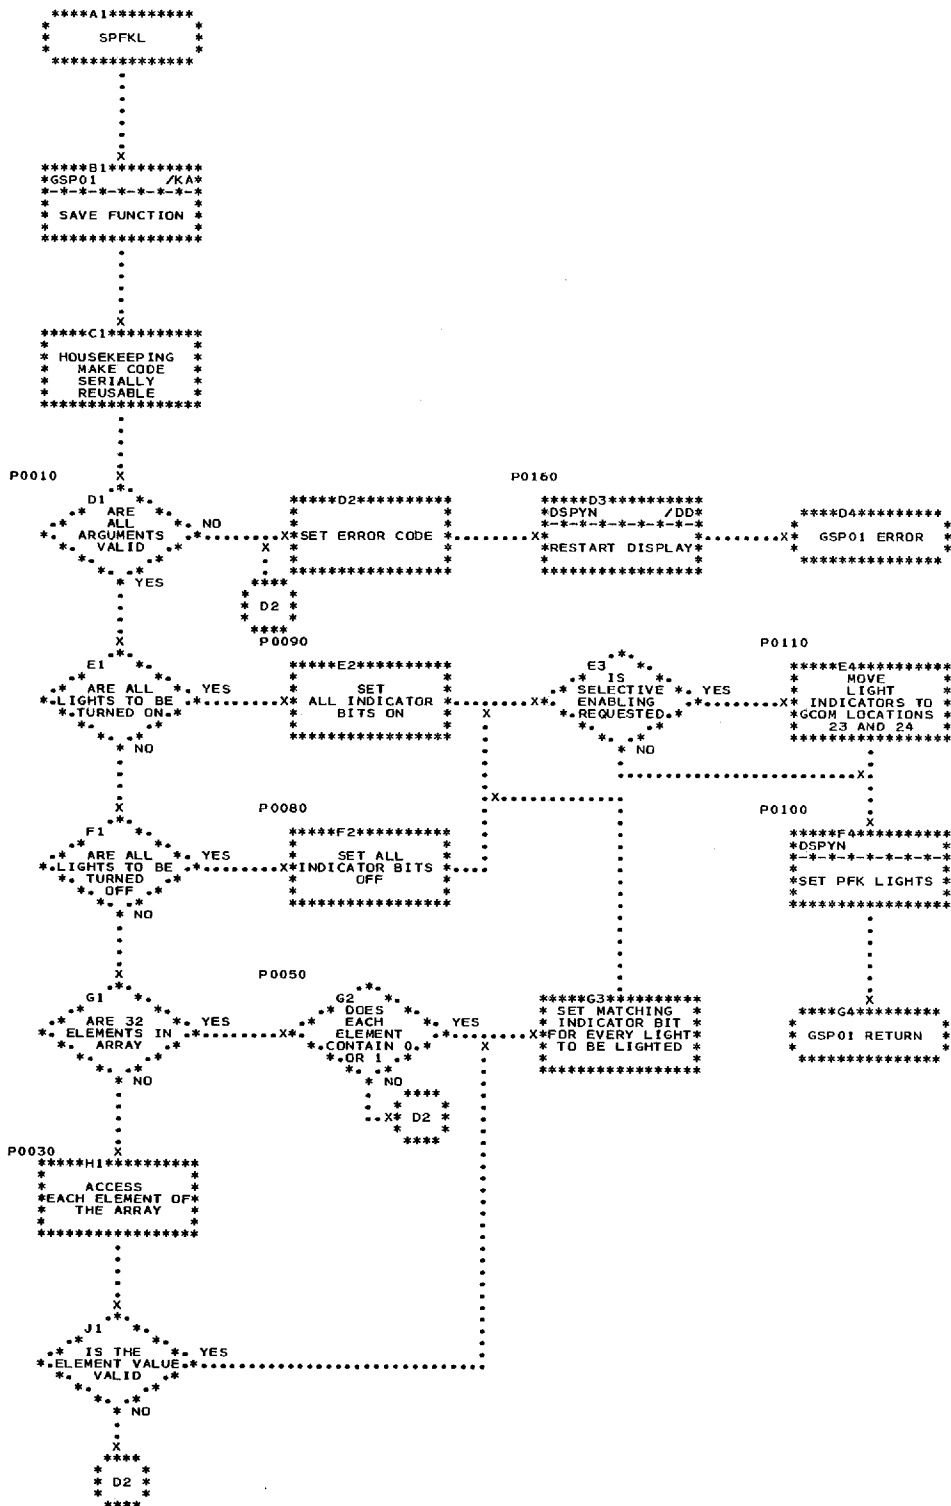 A1
SPFKL
B1
GSP01 /KA
SAVE FUNCTION
C1
HOUSEKEEPING
MAKE CODE
SERIALLY
REUSABLE
P0010
D1
ARE
ALL
ARGUMENTS
VALID
NO
YES
D2
SET ERROR CODE
D2
P0160
D3
DSPYN /DD
RESTART DISPLAY
D4
GSP01 ERROR
E1
ARE ALL
LIGHTS TO BE
TURNED ON
YES
NO
P0090
E2
SET
ALL INDICATOR
BITS ON
E3
IS
SELECTIVE
ENABLING
REQUESTED
YES
NO
P0110
E4
MOVE
LIGHT
INDICATORS TO
GCOM LOCATIONS
23 AND 24
F1
ARE ALL
LIGHTS TO BE
TURNED
OFF
YES
NO
P0080
F2
SET ALL
INDICATOR BITS
OFF
P0100
F4
DSPYN
SET PFK LIGHTS
G1
ARE 32
ELEMENTS IN
ARRAY
YES
NO
P0050
G2
DOES
EACH
ELEMENT
CONTAIN 0
OR 1
YES
NO
D2
G3
SET MATCHING
INDICATOR BIT
FOR EVERY LIGHT
TO BE LIGHTED
G4
GSP01 RETURN
P0030
H1
ACCESS
EACH ELEMENT OF
THE ARRAY
J1
IS THE
ELEMENT VALUE
VALID
YES
NO
D2